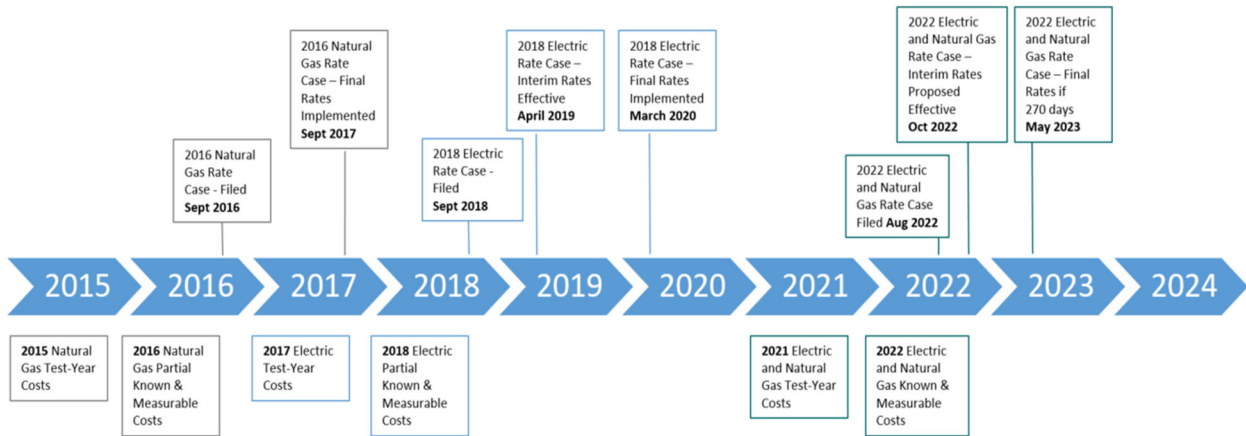 2016 Natural
Gas Rate
Case – Final
Rates
Implemented
Sept 2017
2018 Electric
Rate Case –
Interim Rates
Effective
April 2019
2018 Electric
Rate Case –
Final Rates
Implemented
March 2020
2022 Electric
and Natural Gas
Rate Case –
Interim Rates
Proposed
Effective
Oct 2022
2022 Electric
and Natural
Gas Rate
Case – Final
Rates if
270 days
May 2023
2016 Natural
Gas Rate
Case - Filed
Sept 2016
2018 Electric
Rate Case -
Filed
Sept 2018
2022 Electric
and Natural
Gas Rate Case
Filed Aug 2022
2015
2016
2017
2018
2019
2020
2021
2022
2023
2024
2015 Natural
Gas Test-Year
Costs
2016 Natural
Gas Partial
Known &
Measurable
Costs
2017 Electric
Test-Year
Costs
2018 Electric
Partial
Known &
Measurable
Costs
2021 Electric
and Natural
Gas Test-Year
Costs
2022 Electric
and Natural
Gas Known &
Measurable
Costs